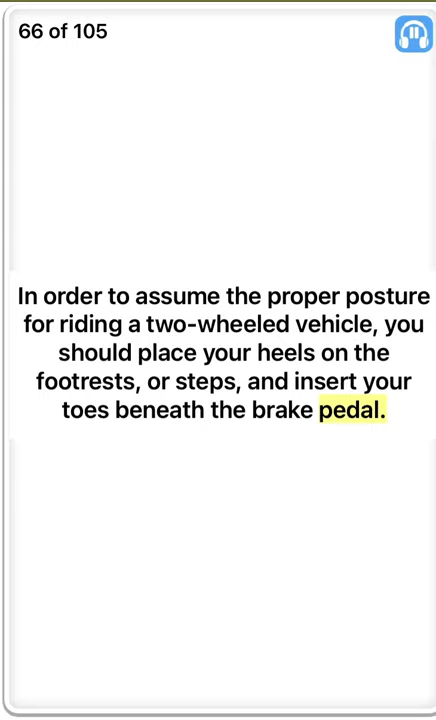 66 of 105
In order to assume the proper posture
for riding a two-wheeled vehicle, you
should place your heels on the
footrests, or steps, and insert your
toes beneath the brake pedal.